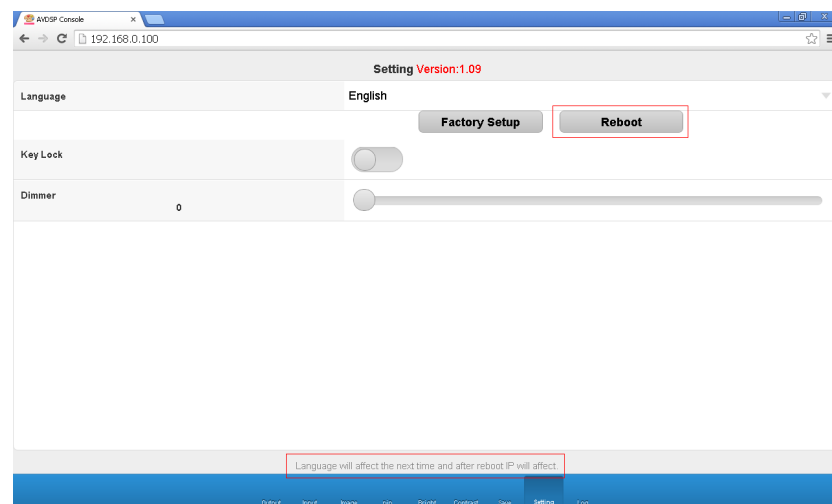 AVDSP Console
192.168.0.100
Setting Version:1.09
Language English
Factory Setup Reboot
Key Lock
Dimmer
0
Language will affect the next time and after reboot IP will affect.
Output Input Image pip Bright Contrast Save Setting Log